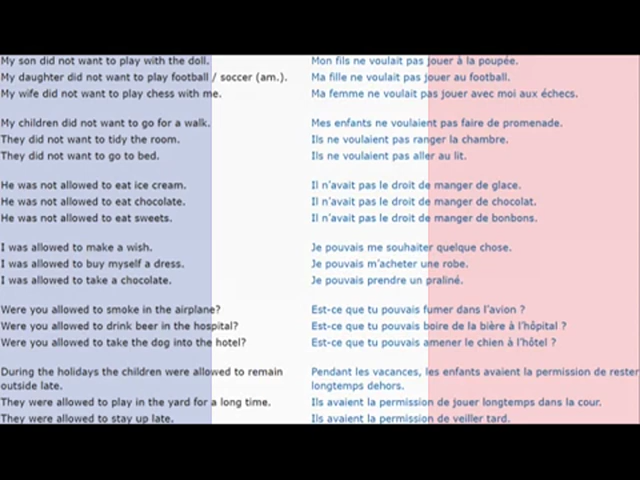 My son did not want to play with the doll. Mon fils ne voulait pas jouer à la poupée.
My daughter did not want to play football / soccer (am.). Ma fille ne voulait pas jouer au football.
My wife did not want to play chess with me. Ma femme ne voulait pas jouer avec moi aux échecs.
My children did not want to go for a walk. Mes enfants ne voulaient pas faire de promenade.
They did not want to tidy the room. Ils ne voulaient pas ranger la chambre.
They did not want to go to bed. Ils ne voulaient pas aller au lit.
He was not allowed to eat ice cream. Il n'avait pas le droit de manger de glace.
He was not allowed to eat chocolate. Il n'avait pas le droit de manger de chocolat.
He was not allowed to eat sweets. Il n'avait pas le droit de manger de bonbons.
I was allowed to make a wish. Je pouvais me souhaiter quelque chose.
I was allowed to buy myself a dress. Je pouvais m'acheter une robe.
I was allowed to take a chocolate. Je pouvais prendre un praliné.
Were you allowed to smoke in the airplane? Est-ce que tu pouvais fumer dans l'avion ?
Were you allowed to drink beer in the hospital? Est-ce que tu pouvais boire de la bière à l'hôpital ?
Were you allowed to take the dog into the hotel? Est-ce que tu pouvais amener le chien à l'hôtel ?
During the holidays the children were allowed to remain Pendant les vacances, les enfants avaient la permission de rester
outside late. longtemps dehors.
They were allowed to play in the yard for a long time. Ils avaient la permission de jouer longtemps dans la cour.
They were allowed to stay up late. Ils avaient la permission de veiller tard.